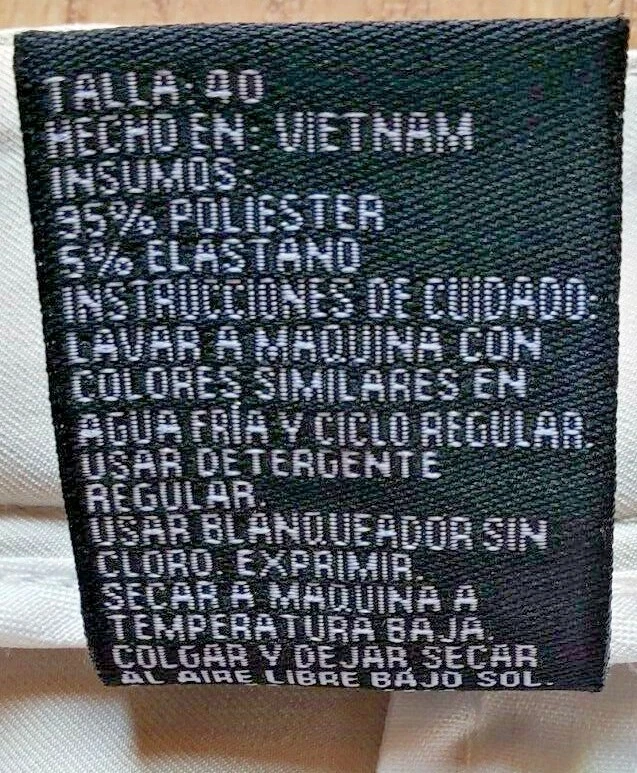 TALLA: 40
HECHO EN: VIETNAM
INSUMOS:
95% POLIESTER
5% ELASTANO
INSTRUCCIONES DE CUIDADO:
LAVAR A MAQUINA CON
COLORES SIMILARES EN
AGUA FRÍA Y CICLO REGULAR.
USAR DETERGENTE
REGULAR.
USAR BLANQUEADOR SIN
CLORO. EXPRIMIR.
SECAR A MAQUINA A
TEMPERATURA BAJA.
COLGAR Y DEJAR SECAR
AL AIRE LIBRE BAJO SOL.